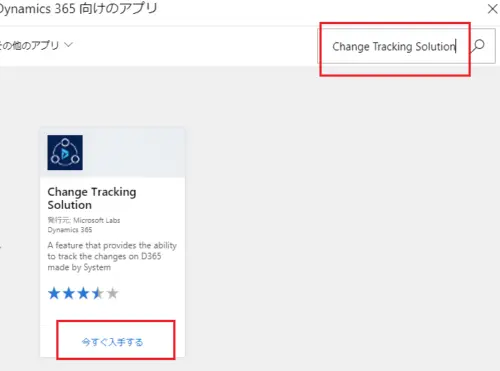 Dynamics 365 向けのアプリ
その他のアプリ
Change Tracking Solution
Change Tracking
Solution
発行元: Microsoft Labs
Dynamics 365
A feature that provides the ability
to track the changes on D365
made by System
今すぐ入手する